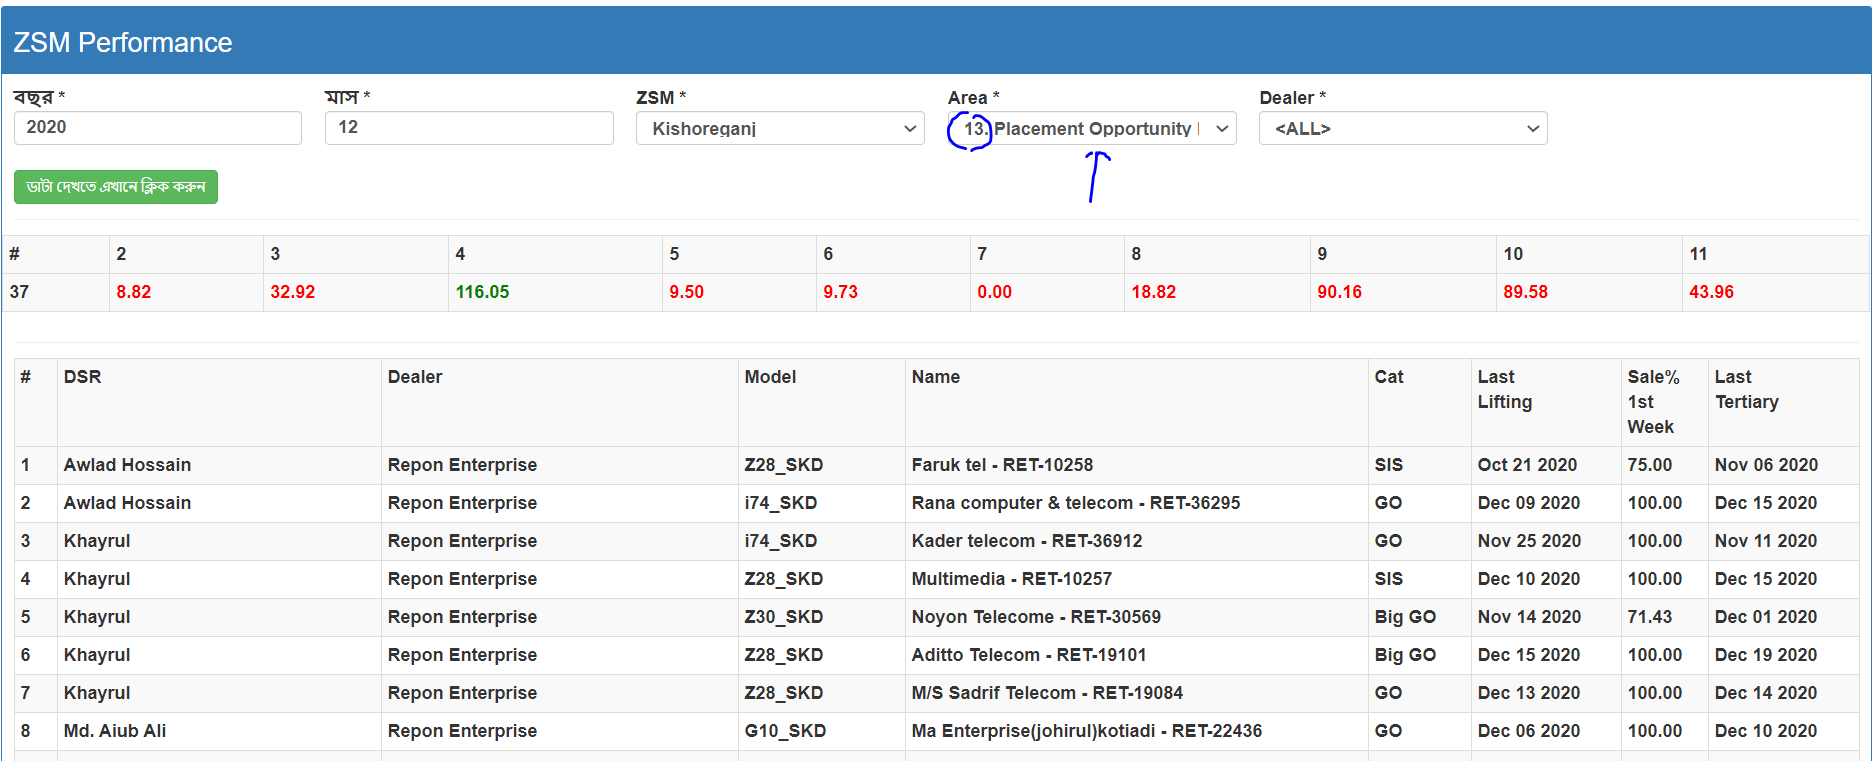 ZSM Performance
বছর * মাস * ZSM * Area * Dealer *
2020 12 Kishoreganj 13. Placement Opportunity <ALL>
ডাটা দেখতে এখানে ক্লিক করুন
# 2 3 4 5 6 7 8 9 10 11
37 8.82 32.92 116.05 9.50 9.73 0.00 18.82 90.16 89.58 43.96
# DSR Dealer Model Name Cat Last Sale% Last
Lifting 1st Tertiary
Week
1 Awlad Hossain Repon Enterprise Z28_SKD Faruk tel - RET-10258 SIS Oct 21 2020 75.00 Nov 06 2020
2 Awlad Hossain Repon Enterprise i74_SKD Rana computer & telecom - RET-36295 GO Dec 09 2020 100.00 Dec 15 2020
3 Khayrul Repon Enterprise i74_SKD Kader telecom - RET-36912 GO Nov 25 2020 100.00 Nov 11 2020
4 Khayrul Repon Enterprise Z28_SKD Multimedia - RET-10257 SIS Dec 10 2020 100.00 Dec 15 2020
5 Khayrul Repon Enterprise Z30_SKD Noyon Telecome - RET-30569 Big GO Nov 14 2020 71.43 Dec 01 2020
6 Khayrul Repon Enterprise Z28_SKD Aditto Telecom - RET-19101 Big GO Dec 15 2020 100.00 Dec 19 2020
7 Khayrul Repon Enterprise Z28_SKD M/S Sadrif Telecom - RET-19084 GO Dec 13 2020 100.00 Dec 14 2020
8 Md. Aiub Ali Repon Enterprise G10_SKD Ma Enterprise(johirul)kotiadi - RET-22436 GO Dec 06 2020 100.00 Dec 10 2020